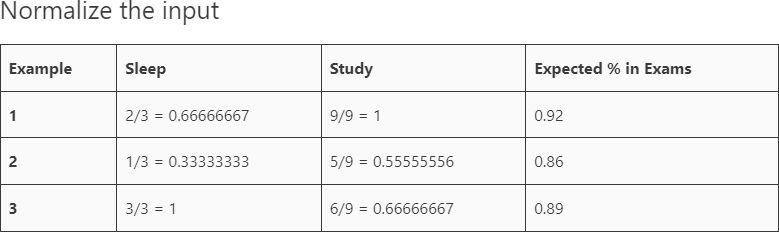 Normalize the input
Example Sleep Study Expected % in Exams
1 2/3 = 0.66666667 9/9 = 1 0.92
2 1/3 = 0.33333333 5/9 = 0.55555556 0.86
3 3/3 = 1 6/9 = 0.66666667 0.89